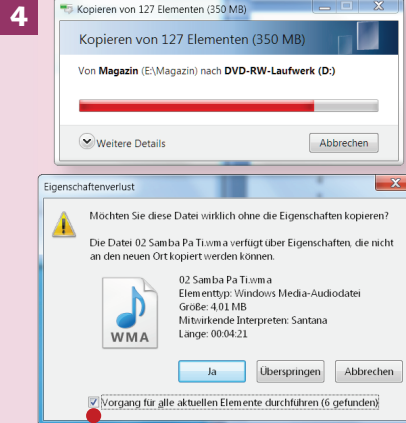 4
Kopieren von 127 Elementen (350 MB)
Kopieren von 127 Elementen (350 MB)
Von Magazin (E:\Magazin) nach DVD-RW-Laufwerk (D:)
Weitere Details
Abbrechen
Eigenschaftenverlust
Möchten Sie diese Datei wirklich ohne die Eigenschaften kopieren?
Die Datei 02 Samba Pa Ti.wma verfügt über Eigenschaften, die nicht
an den neuen Ort kopiert werden können.
02 Samba Pa Ti.wma
Elementtyp: Windows Media-Audiodatei
Größe: 4,01 MB
Mitwirkende Interpreten: Santana
Länge: 00:04:21
WMA
Ja
Überspringen
Abbrechen
Vorgang für alle aktuellen Elemente durchführen (6 gefunden)